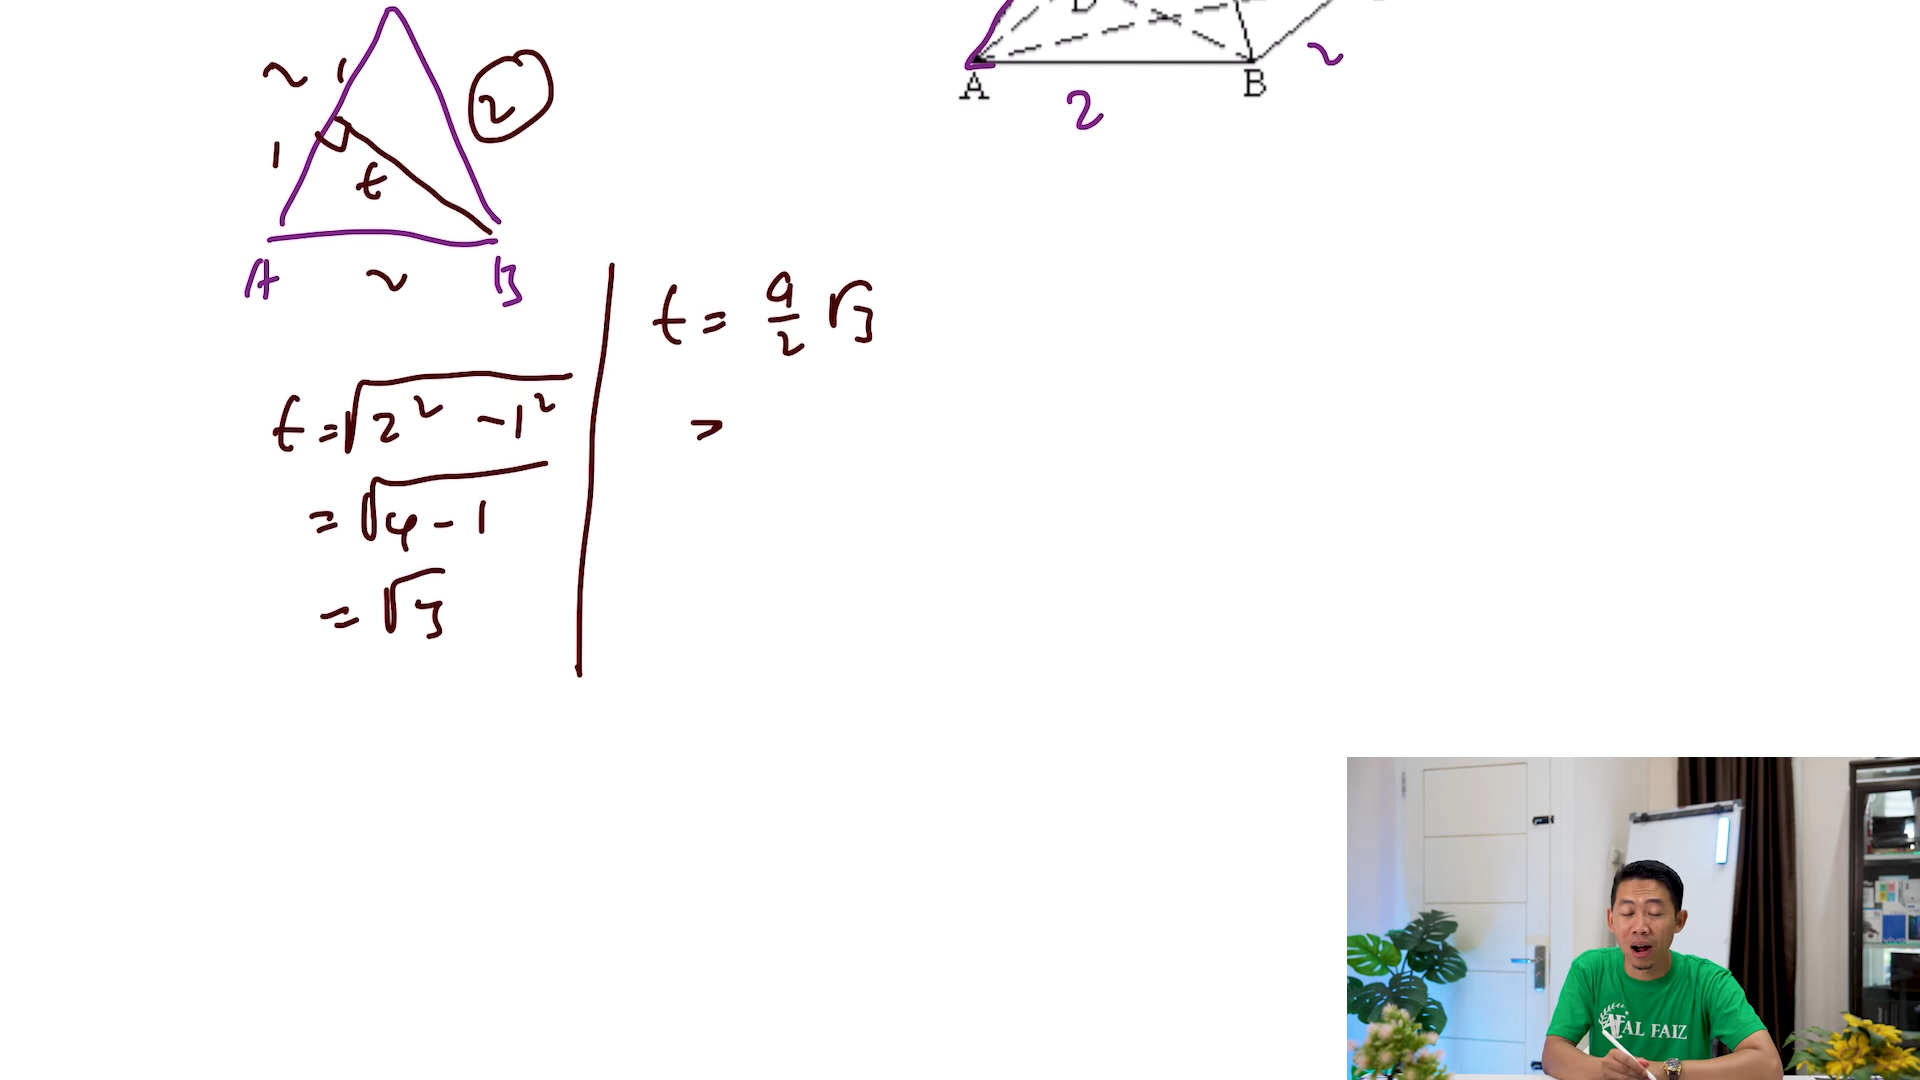 D
A
B
2
2
2
1
1
2
t
A
2
B
t = a/2 √3
=
t = √2² - 1²
= √4 - 1
= √3
AL FAIZ